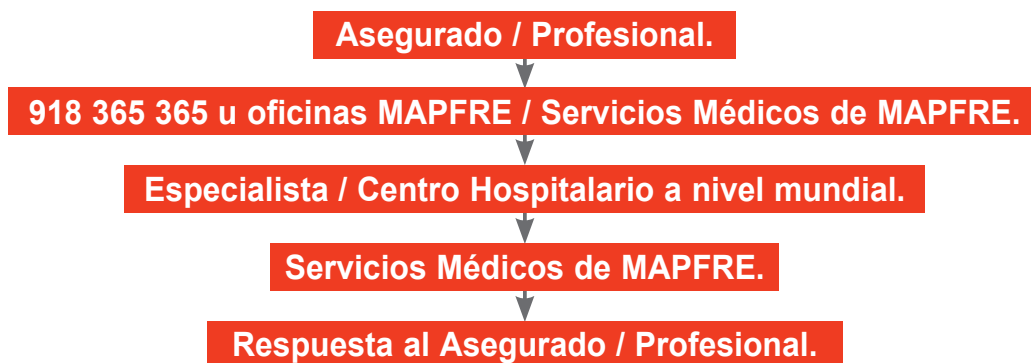 Asegurado / Profesional.
918 365 365 u oficinas MAPFRE / Servicios Médicos de MAPFRE.
Especialista / Centro Hospitalario a nivel mundial.
Servicios Médicos de MAPFRE.
Respuesta al Asegurado / Profesional.